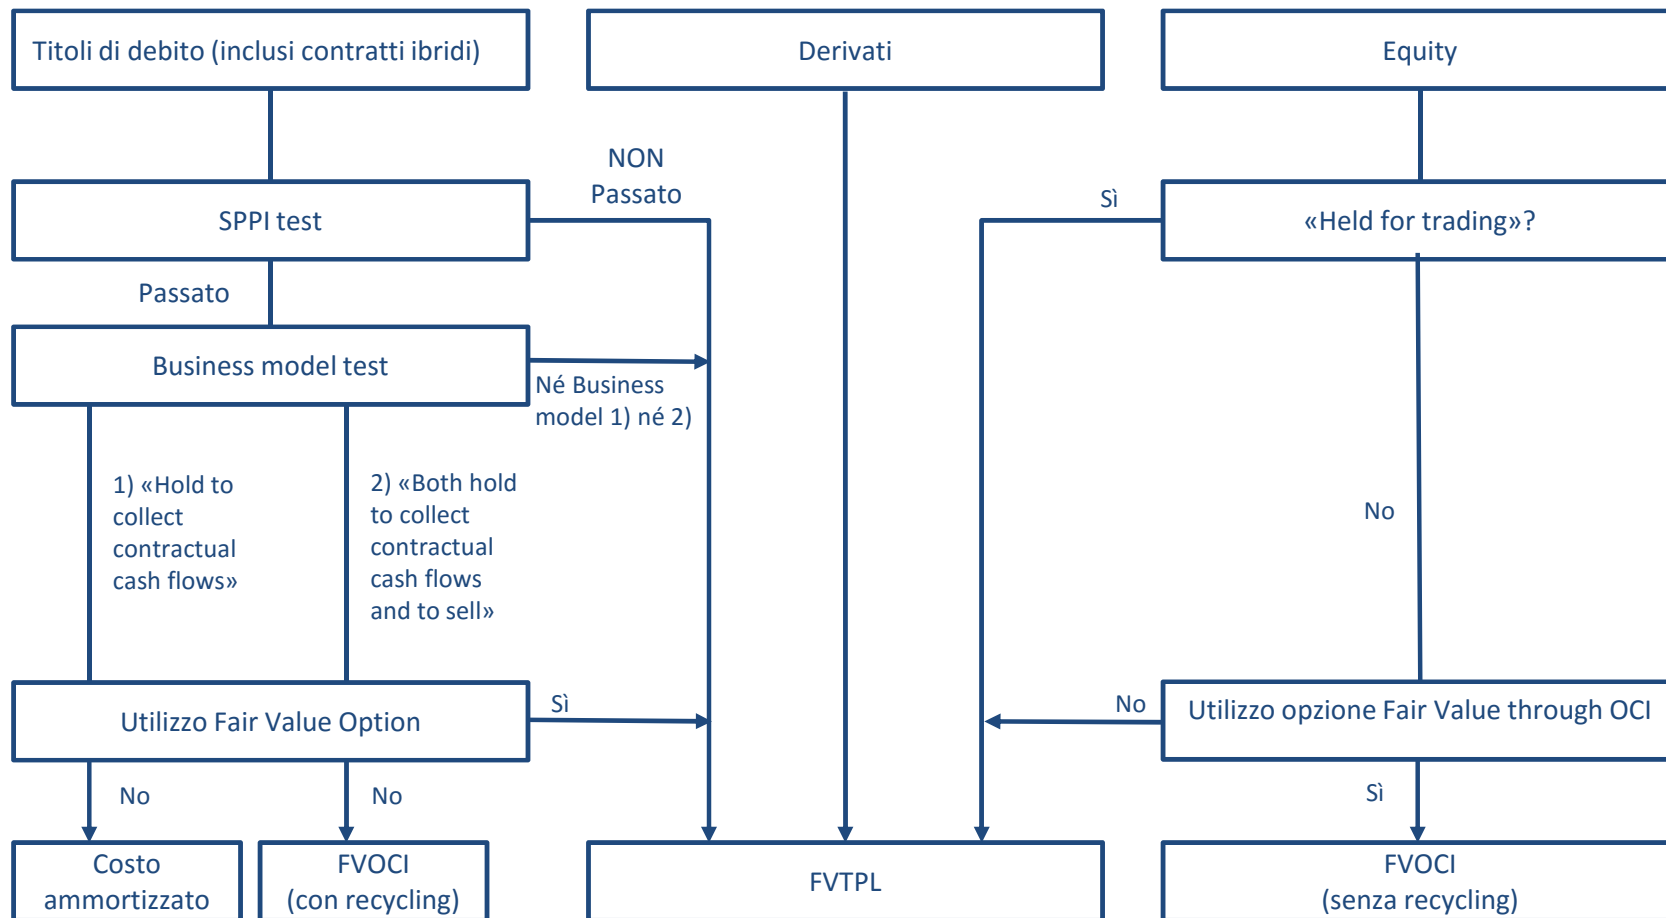 Titoli di debito (inclusi contratti ibridi)
Derivati
Equity
NON
Passato
SPPI test
Sì
«Held for trading»?
Passato
Business model test
Né Business
model 1) né 2)
1) «Hold to
collect
contractual
cash flows»
2) «Both hold
to collect
contractual
cash flows
and to sell»
No
Utilizzo Fair Value Option
Sì
No
Utilizzo opzione Fair Value through OCI
No
No
Sì
Costo
ammortizzato
FVOCI
(con recycling)
FVTPL
FVOCI
(senza recycling)